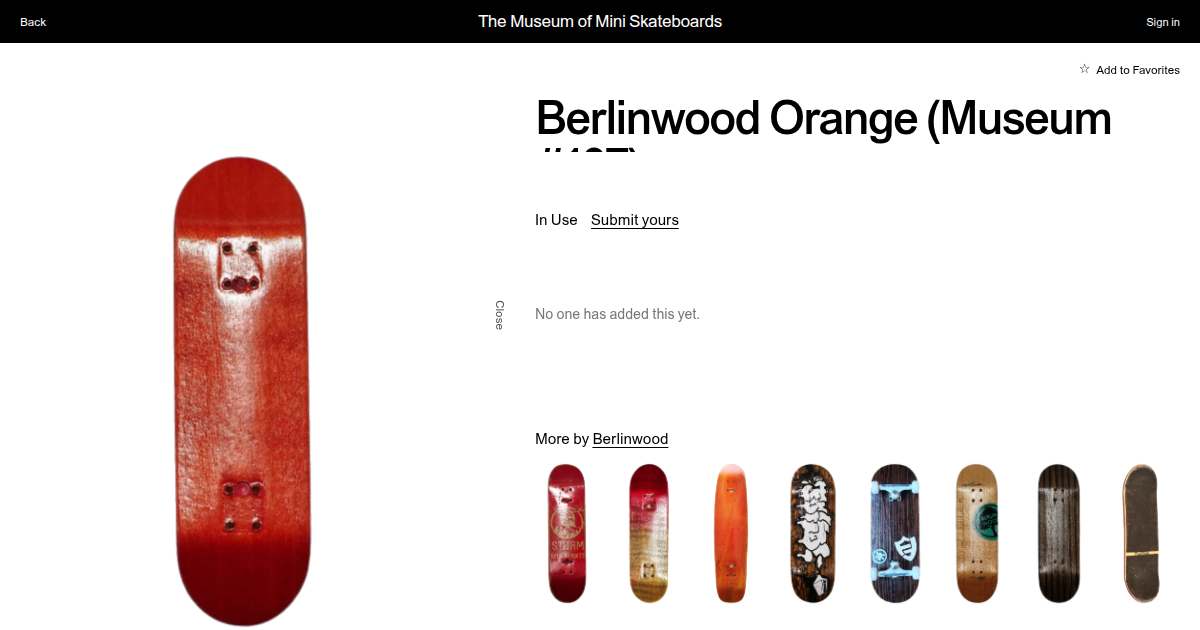 Back
The Museum of Mini Skateboards
Sign in
☆ Add to Favorites
Berlinwood Orange (Museum
In Use Submit yours
Close
No one has added this yet.
More by Berlinwood
STURM